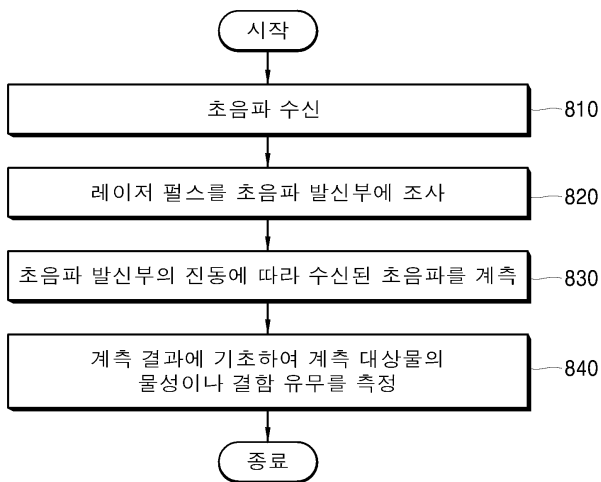 시작
초음파 수신
810
레이저 펄스를 초음파 발신부에 조사
820
초음파 발신부의 진동에 따라 수신된 초음파를 계측
830
계측 결과에 기초하여 계측 대상물의
물성이나 결함 유무를 측정
840
종료